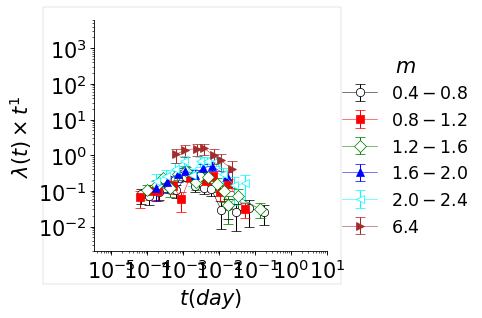 10³
10²
10¹
10⁰
10⁻¹
10⁻²
λ(t) × t¹
10⁻⁵ 10⁻⁴ 10⁻³ 10⁻² 10⁻¹ 10⁰ 10¹
t(day)
m
0.4 − 0.8
0.8 − 1.2
1.2 − 1.6
1.6 − 2.0
2.0 − 2.4
6.4